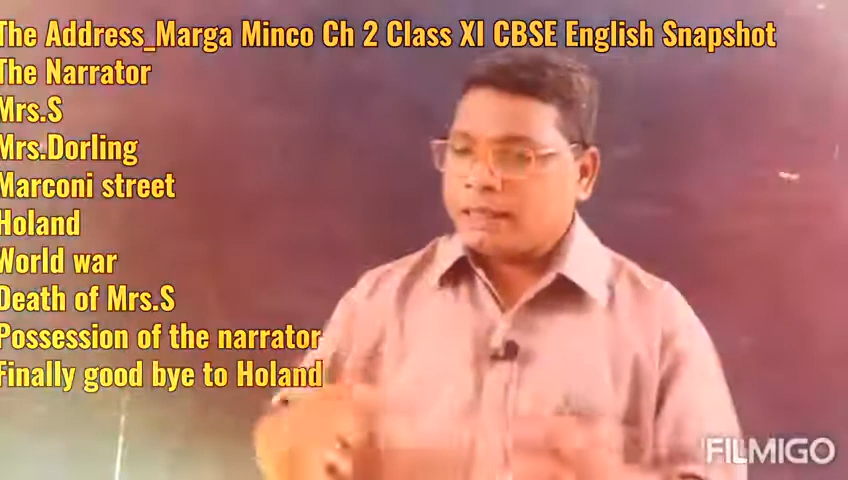 The Address_Marga Minco Ch 2 Class XI CBSE English Snapshot
The Narrator
Mrs.S
Mrs.Dorling
Marconi street
Holand
World war
Death of Mrs.S
Possession of the narrator
Finally good bye to Holand
FILMIGO